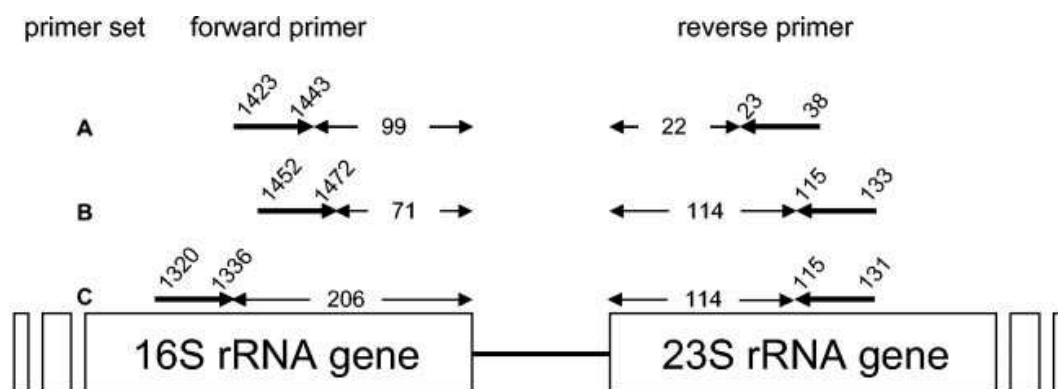 primer set forward primer reverse primer
1423 1443 23 38
A 99 22
1452 1472 115 133
B 71 114
1320 1336 115 131
C 206 114
16S rRNA gene 23S rRNA gene